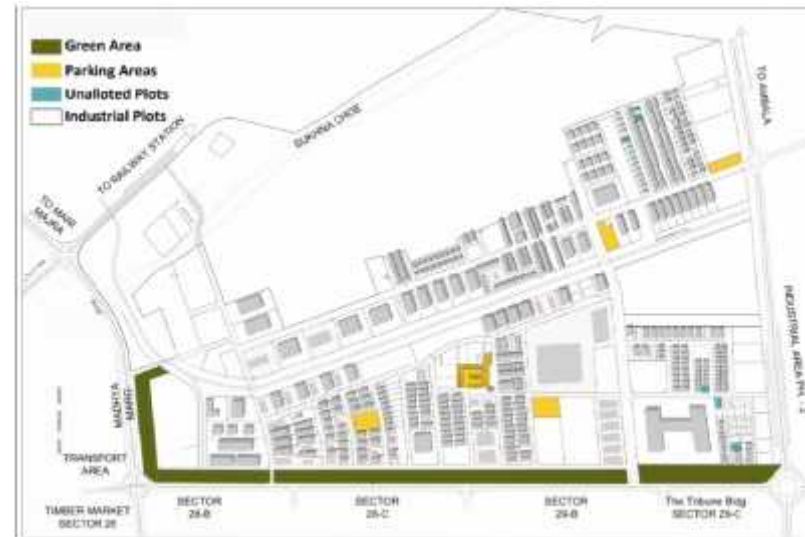 Green Area
Parking Areas
Unalloted Plots
Industrial Plots
TO RAILWAY STATION
SUKHNA CHOE
TO AMBALA
TO MANI
MAJRA
INDUSTRIAL AREA PH. - 2
MADHYA
MARG
TRANSPORT
AREA
TIMBER MARKET
SECTOR 26
SECTOR
28-B
SECTOR
28-C
SECTOR
29-B
The Tribune Bldg.
SECTOR 29-C